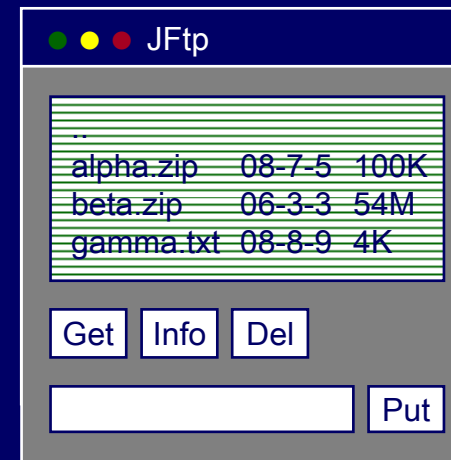 JFtp
..
alpha.zip 08-7-5 100K
beta.zip 06-3-3 54M
gamma.txt 08-8-9 4K
Get Info Del
Put